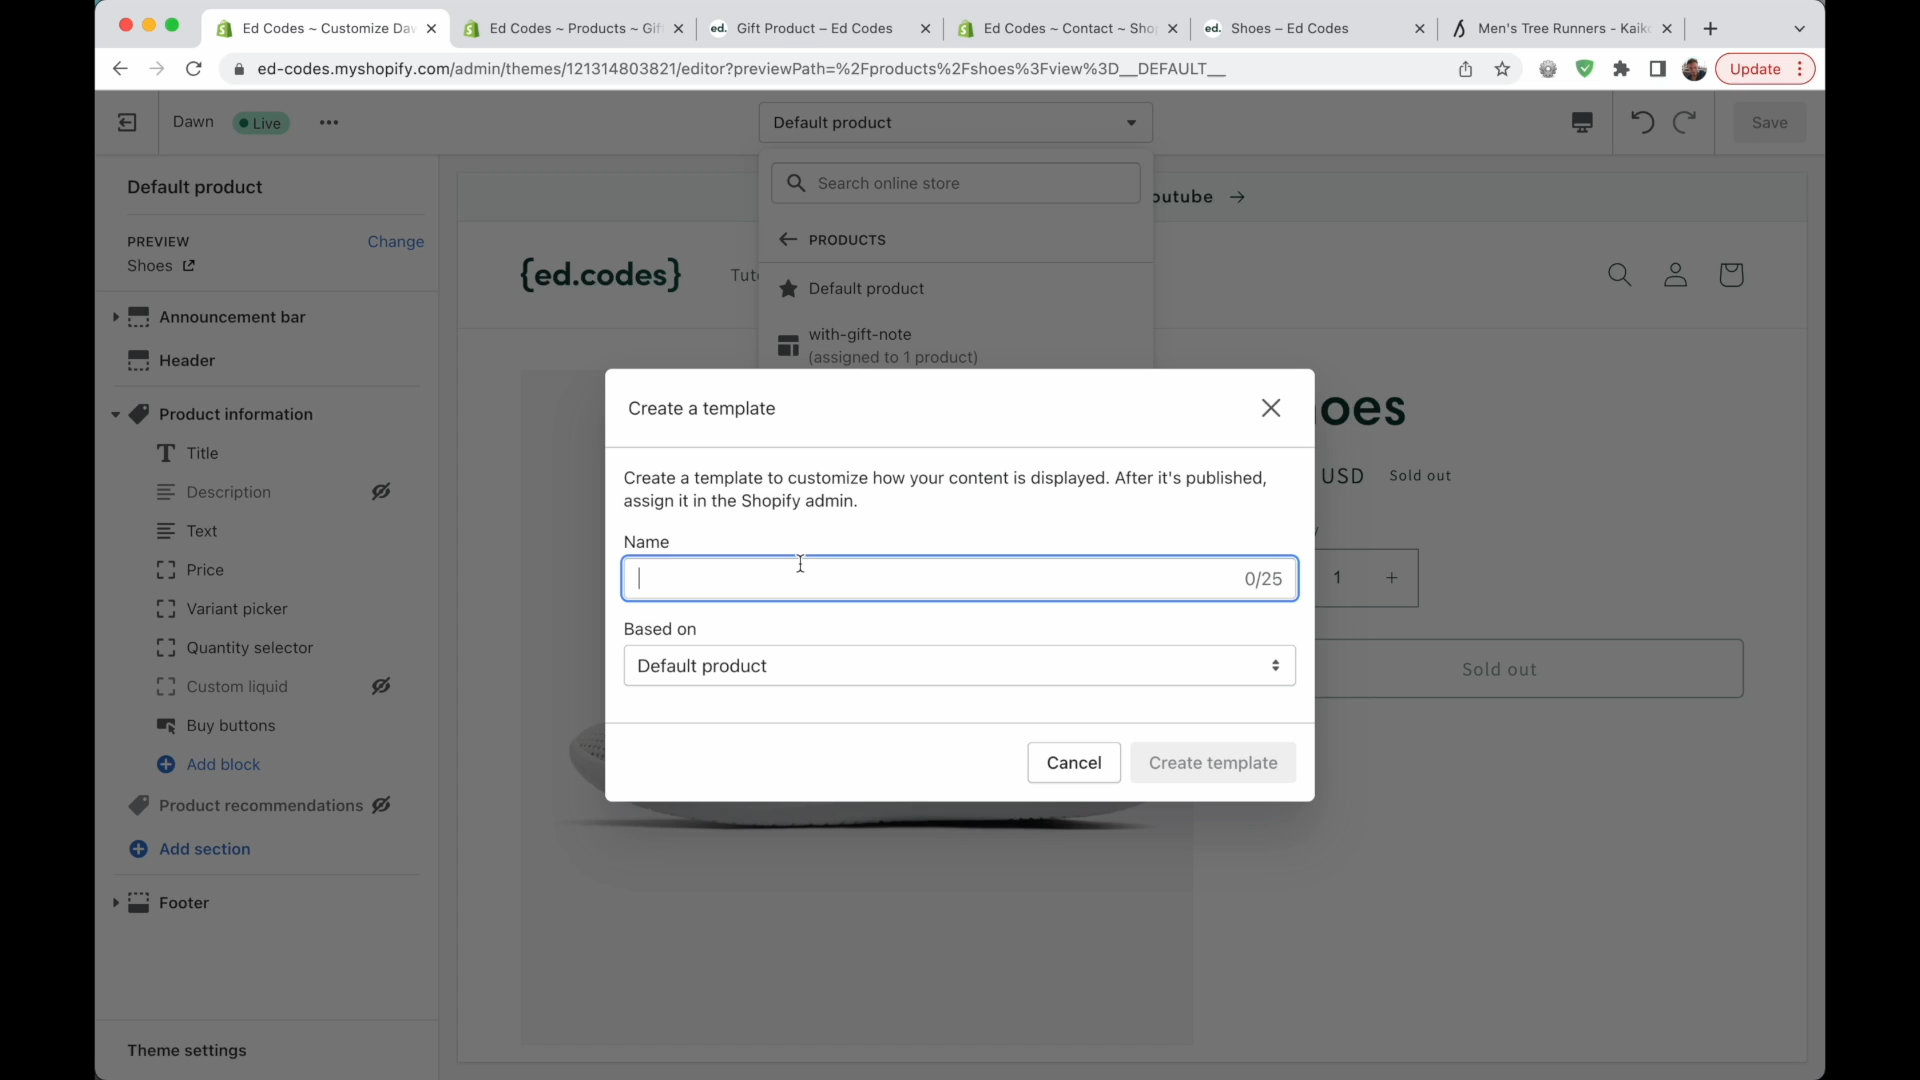 Ed Codes ~ Customize Daw
Ed Codes ~ Products ~ Gif
ed. Gift Product – Ed Codes
Ed Codes ~ Contact ~ Shop
ed. Shoes – Ed Codes
Men's Tree Runners - Kaiko
ed-codes.myshopify.com/admin/themes/121314803821/editor?previewPath=%2Fproducts%2Fshoes%3Fview%3D__DEFAULT__
Update
Dawn
Live
Default product
Save
Default product
PREVIEW
Change
Shoes
Announcement bar
Header
Product information
Title
Description
Text
Price
Variant picker
Quantity selector
Custom liquid
Buy buttons
Add block
Product recommendations
Add section
Footer
Theme settings
Search online store
PRODUCTS
Default product
with-gift-note
(assigned to 1 product)
outube →
{ed.codes}
Tut
Create a template
Create a template to customize how your content is displayed. After it's published,
assign it in the Shopify admin.
Name
0/25
Based on
Default product
Cancel
Create template
oes
USD Sold out
y
1 +
Sold out